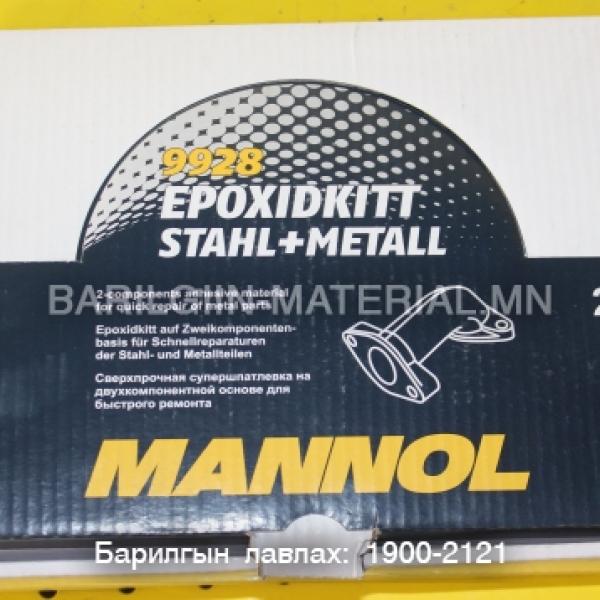 9928
EPOXIDKITT
STAHL+METALL
BARILGIIN-MATERIAL.MN
2-components adhesive material
for quick repair of metal parts
Epoxidkitt auf Zweikomponenten-
basis für Schnellreparaturen
der Stahl- und Metallteilen
Сверхпрочная супершпатлевка на
двухкомпонентной основе для
быстрого ремонта
MANNOL
Барилгын лавлах: 1900-2121